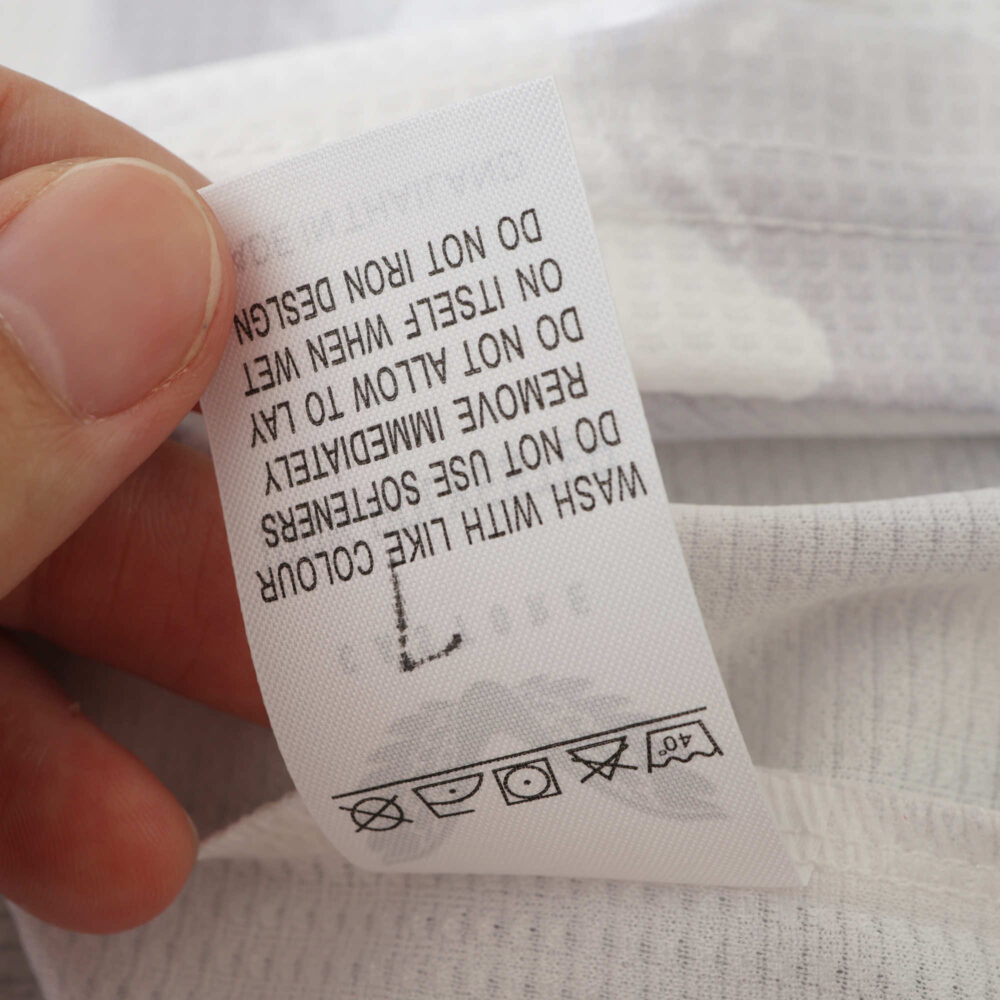 40°
L
WASH WITH LIKE COLOUR
DO NOT USE SOFTENERS
REMOVE IMMEDIATELY
DO NOT ALLOW TO LAY
ON ITSELF WHEN WET
DO NOT IRON DESLGN